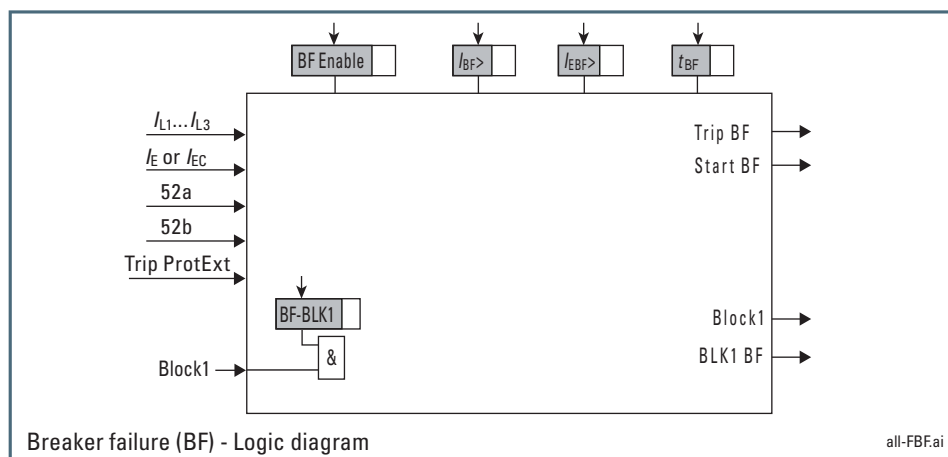 BF Enable
IBF>
IEBF>
tBF
IL1...IL3
IE or IEC
52a
52b
Trip ProtExt
Trip BF
Start BF
BF-BLK1
&
Block1
Block1
BLK1 BF
Breaker failure (BF) - Logic diagram
all-FBF.ai